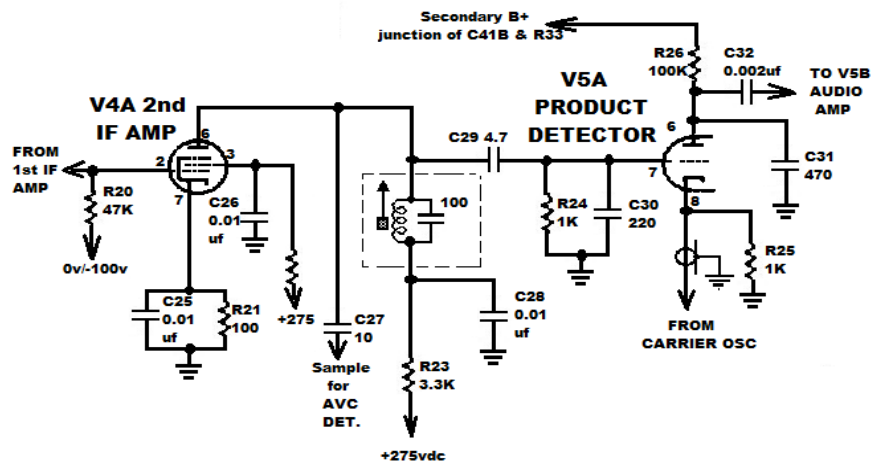 Secondary B+
junction of C41B & R33
R26
100K
C32
0.002uf
TO V5B
AUDIO
AMP
V4A 2nd
IF AMP
V5A
PRODUCT
DETECTOR
FROM
1st IF
AMP
6
2
3
7
C29 4.7
6
7
8
C31
470
R20
47K
C26
0.01
uf
100
R24
1K
C30
220
0v/-100v
R25
1K
C25
0.01
uf
R21
100
+275
C27
10
C28
0.01
uf
FROM
CARRIER OSC
Sample
for
AVC
DET.
R23
3.3K
+275vdc